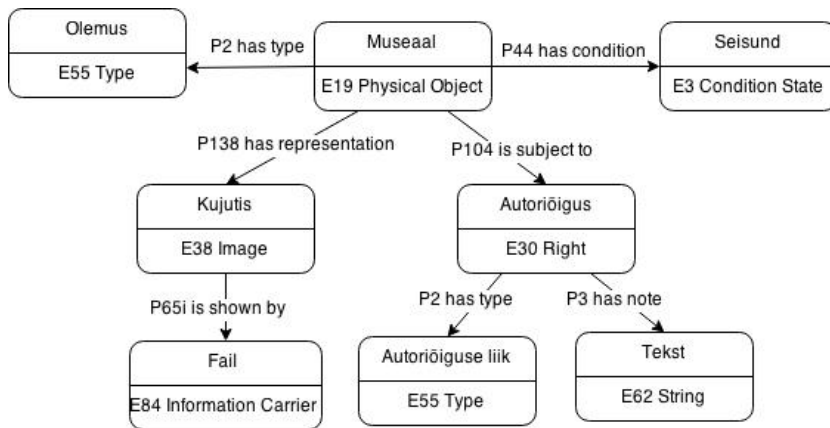 Olemus
E55 Type
P2 has type
Museaal
E19 Physical Object
P44 has condition
Seisund
E3 Condition State
P138 has representation
P104 is subject to
Kujutis
E38 Image
Autoriõigus
E30 Right
P65i is shown by
P2 has type
P3 has note
Fail
E84 Information Carrier
Autoriõiguse liik
E55 Type
Tekst
E62 String